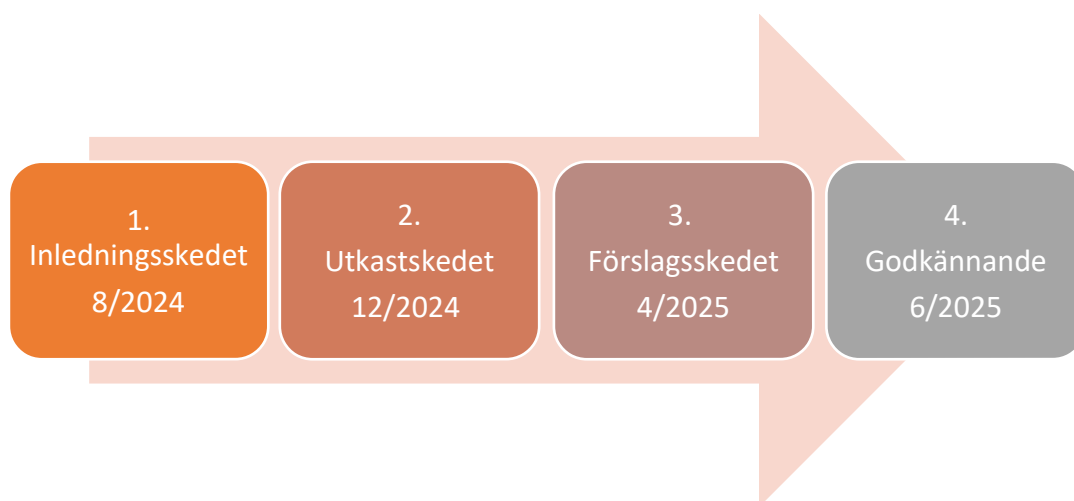 1.
Inledningsskedet
8/2024
2.
Utkastskedet
12/2024
3.
Förslagsskedet
4/2025
4.
Godkännande
6/2025